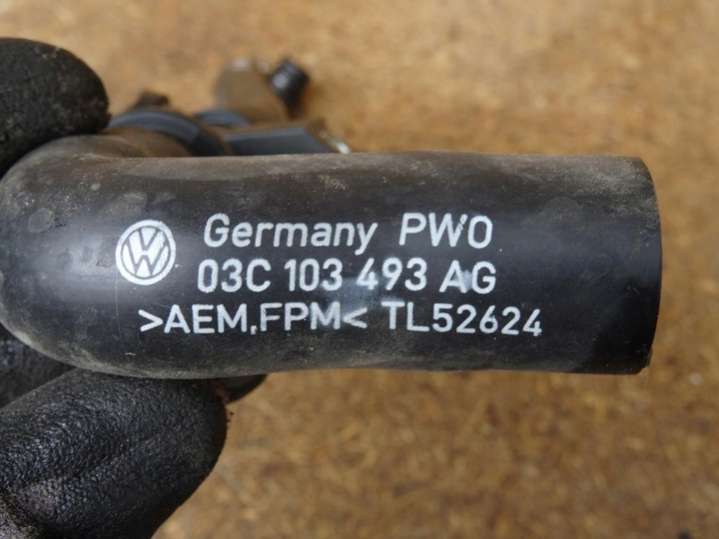 Germany PWO
03C 103 493 AG
>AEM,FPM< TL52624